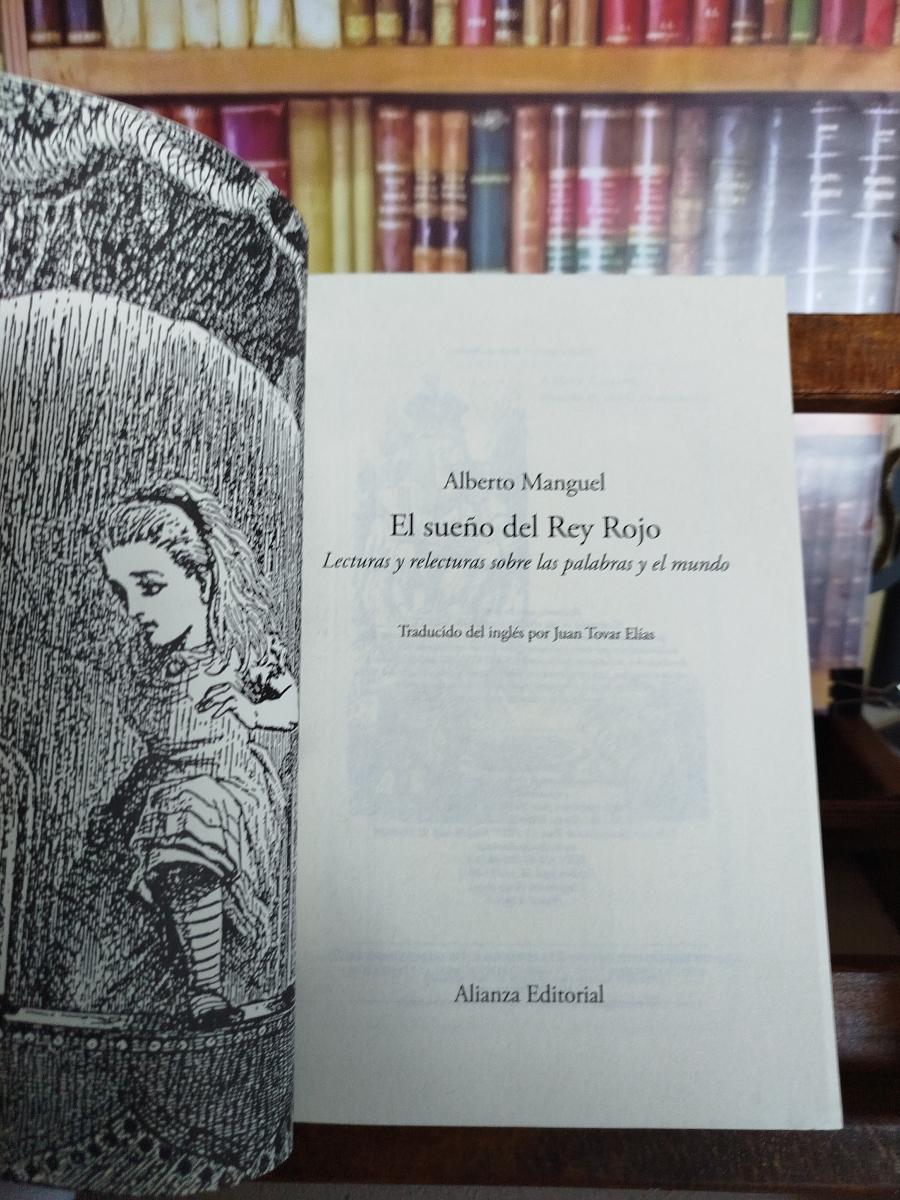 Alberto Manguel
El sueño del Rey Rojo
Lecturas y relecturas sobre las palabras y el mundo
Traducido del inglés por Juan Tovar Elías
Alianza Editorial